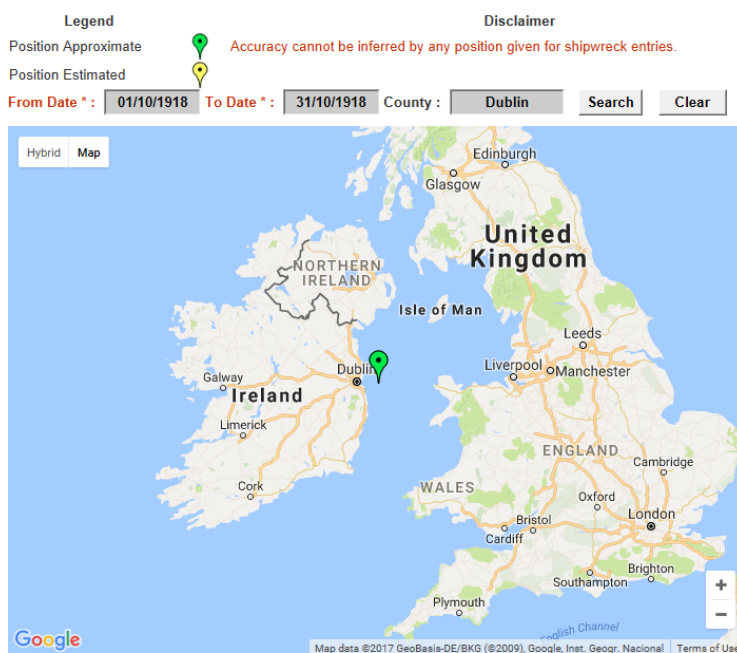 Legend Disclaimer
Position Approximate Accuracy cannot be inferred by any position given for shipwreck entries.
Position Estimated
From Date * : 01/10/1918 To Date * : 31/10/1918 County : Dublin Search Clear
Hybrid Map
Edinburgh
Glasgow
United
Kingdom
NORTHERN
IRELAND
Isle of Man
Leeds
Liverpool
Manchester
Dublin
Galway
Ireland
Limerick
ENGLAND
Cambridge
Cork
WALES
Oxford
London
Bristol
Cardiff
Brighton
Southampton
Plymouth
English Channel
+
−
Google
Map data ©2017 GeoBasis-DE/BKG (©2009), Google, Inst. Geogr. Nacional Terms of Use